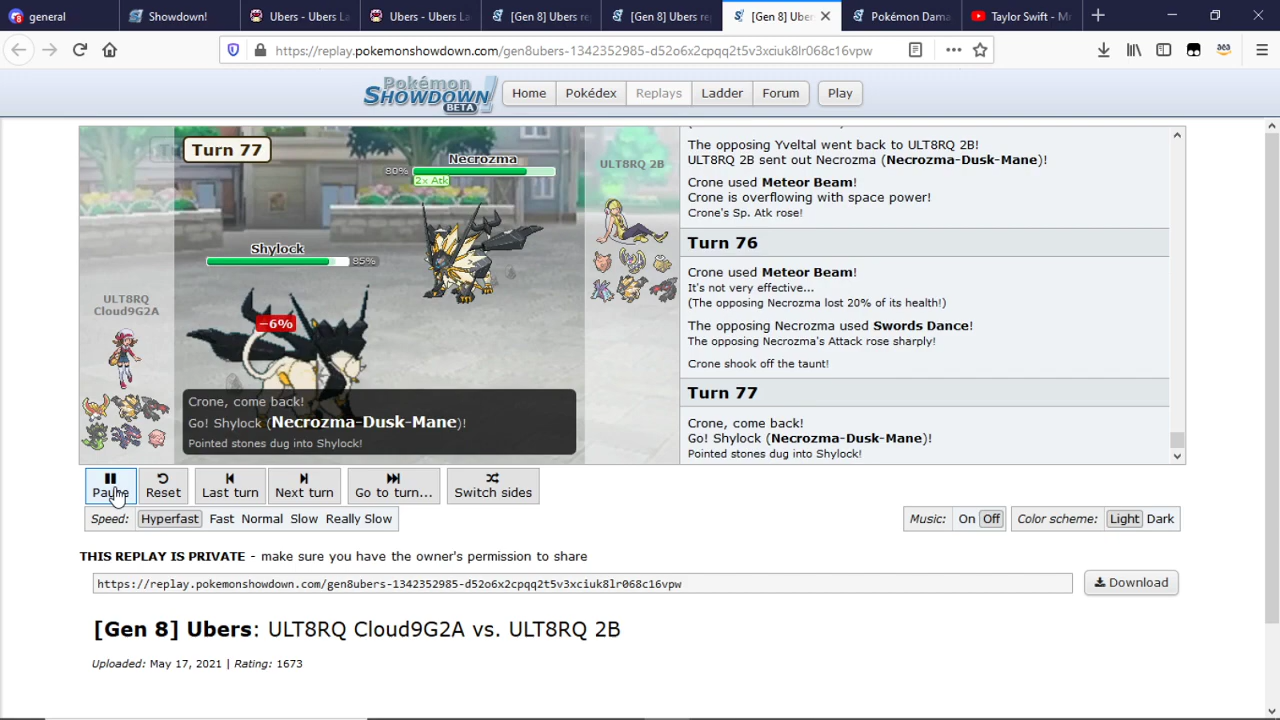 general
Showdown!
Ubers - Ubers La
Ubers - Ubers La
[Gen 8] Ubers re
[Gen 8] Ubers re
[Gen 8] Uber
Pokémon Dama
Taylor Swift - Mr
https://replay.pokemonshowdown.com/gen8ubers-1342352985-d52o6x2cpqq2t5v3xciuk8lr068c16vpw
Pokémon
SHOWDOWN!
BETA
Home
Pokédex
Replays
Ladder
Forum
Play
Turn 77
Necrozma
80%
2x Atk
Shylock
85%
−6%
ULT8RQ
Cloud9G2A
ULT8RQ 2B
Crone, come back!
Go! Shylock (Necrozma-Dusk-Mane)!
Pointed stones dug into Shylock!
The opposing Yveltal went back to ULT8RQ 2B!
ULT8RQ 2B sent out Necrozma (Necrozma-Dusk-Mane)!
Crone used Meteor Beam!
Crone is overflowing with space power!
Crone's Sp. Atk rose!
Turn 76
Crone used Meteor Beam!
It's not very effective...
(The opposing Necrozma lost 20% of its health!)
The opposing Necrozma used Swords Dance!
The opposing Necrozma's Attack rose sharply!
Crone shook off the taunt!
Turn 77
Crone, come back!
Go! Shylock (Necrozma-Dusk-Mane)!
Pointed stones dug into Shylock!
Pause
Reset
Last turn
Next turn
Go to turn...
Switch sides
Speed: Hyperfast Fast Normal Slow Really Slow
Music: On Off
Color scheme: Light Dark
THIS REPLAY IS PRIVATE - make sure you have the owner's permission to share
https://replay.pokemonshowdown.com/gen8ubers-1342352985-d52o6x2cpqq2t5v3xciuk8lr068c16vpw
Download
[Gen 8] Ubers: ULT8RQ Cloud9G2A vs. ULT8RQ 2B
Uploaded: May 17, 2021 | Rating: 1673